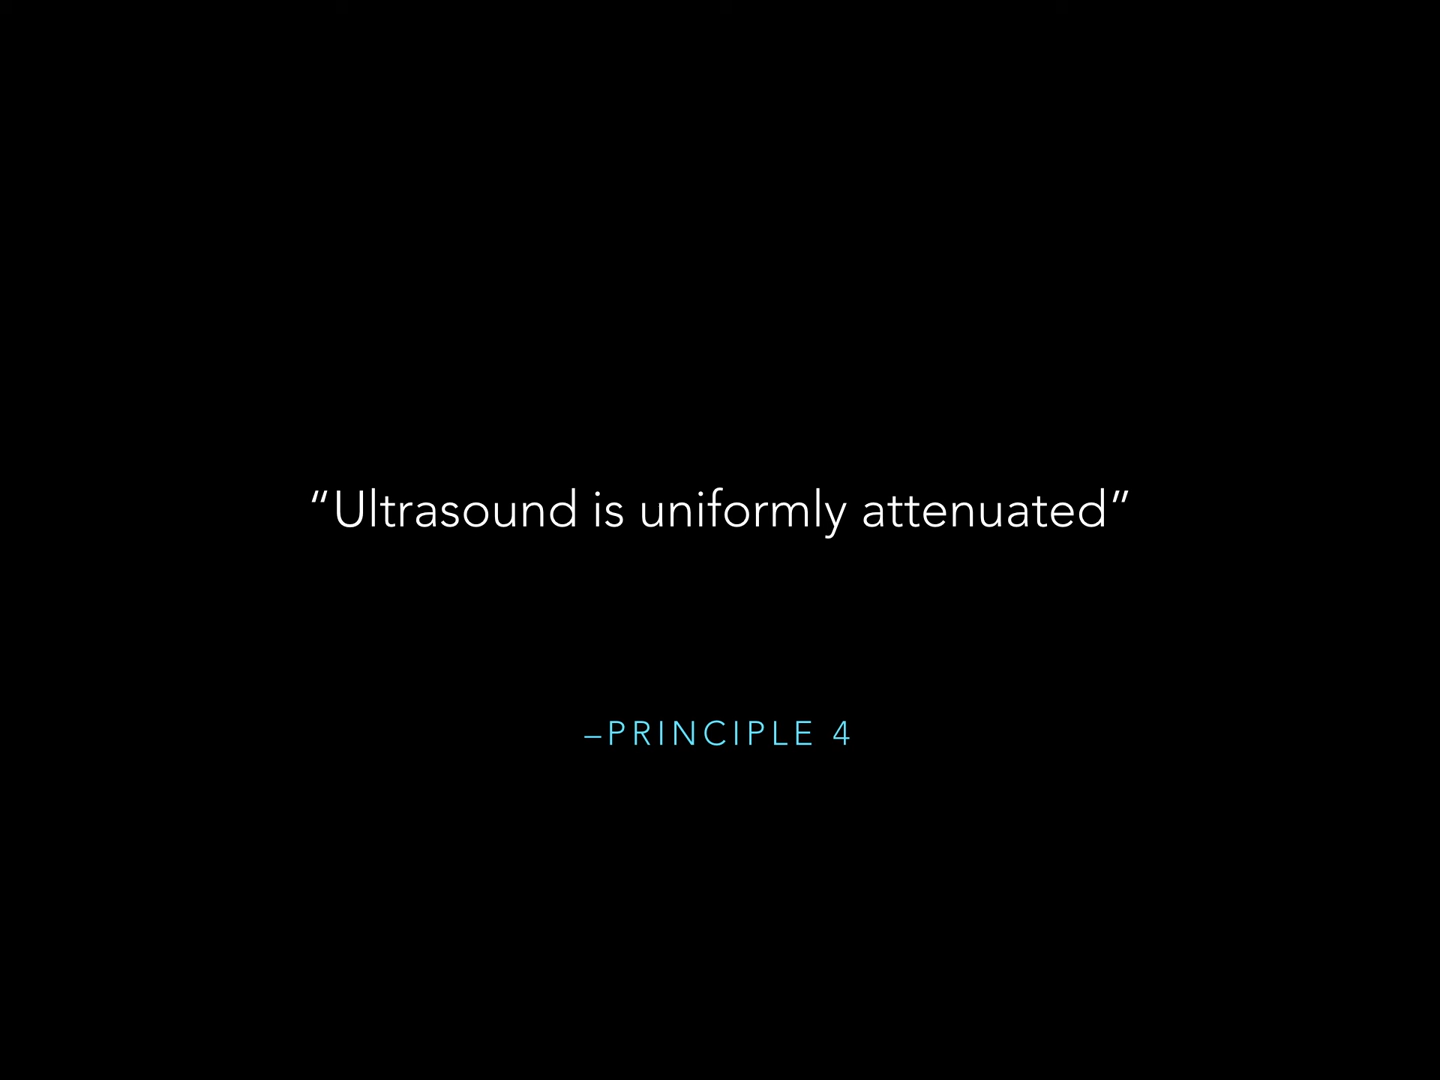 “Ultrasound is uniformly attenuated”
–PRINCIPLE 4